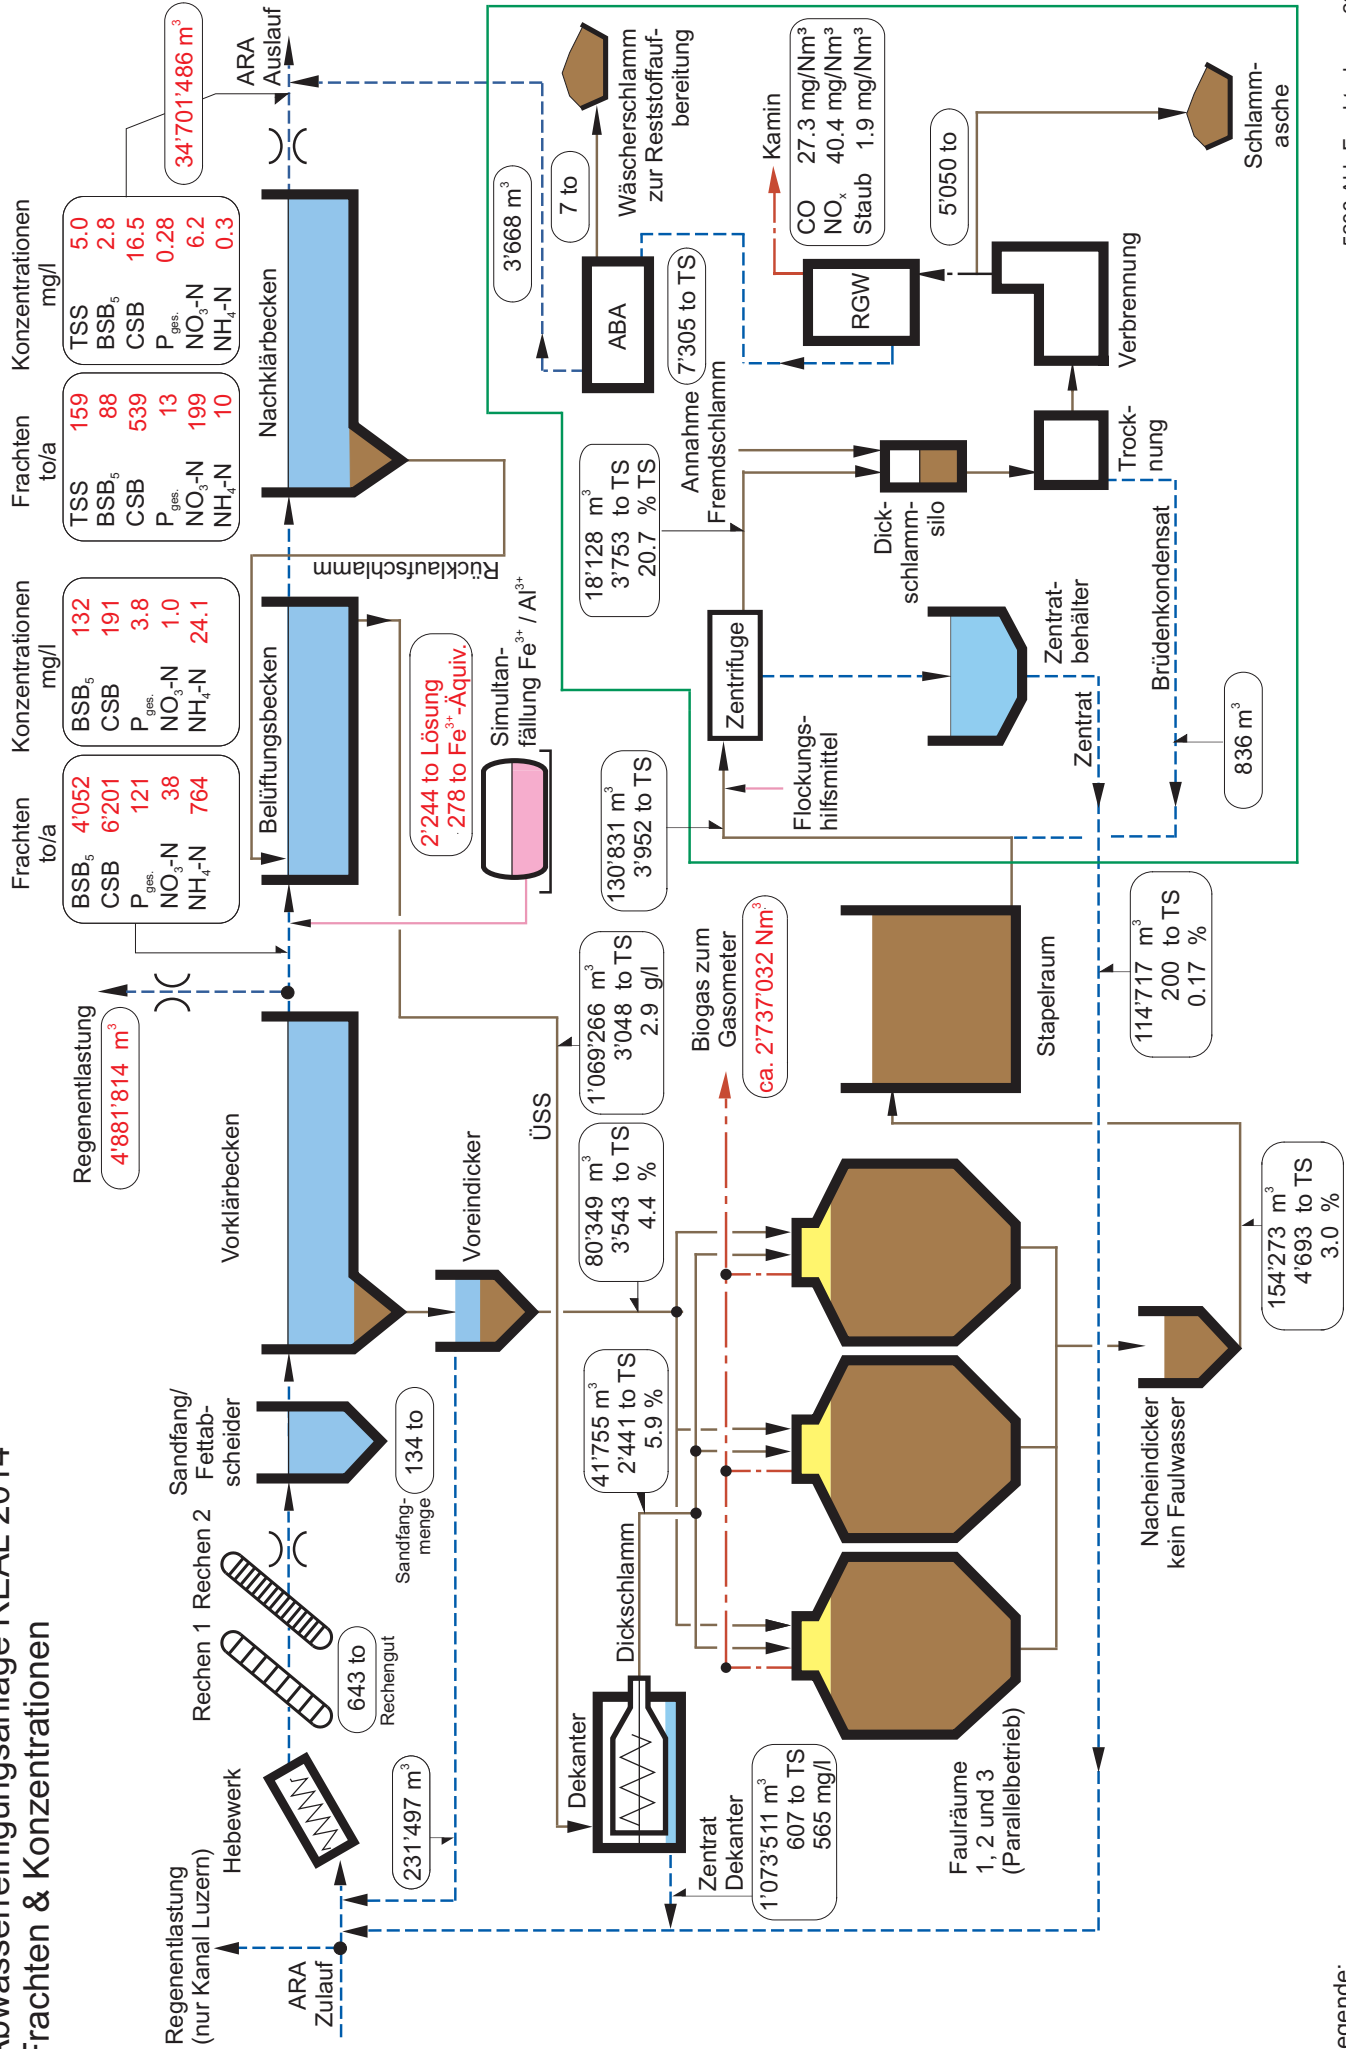 Frachten & Konzentrationen
Regenentlastung
(nur Kanal Luzern)
ARA
Zulauf
Hebewerk
Rechen 1
Rechen 2
643 to
Rechengut
231'497 m³
Sandfang/
Fettab-
scheider
Sandfang-
menge
134 to
Vorklärbecken
Voreindicker
Regenentlastung
4'881'814 m³
Frachten
to/a
BSB₅ 4'052
CSB 6'201
P ges. 121
NO₃-N 38
NH₄-N 764
Konzentrationen
mg/l
BSB₅ 132
CSB 191
P ges. 3.8
NO₃-N 1.0
NH₄-N 24.1
Belüftungsbecken
Rücklaufschlamm
2'244 to Lösung
278 to Fe³⁺-Äquiv.
Simultan-
fällung Fe³⁺ / Al³⁺
Frachten
to/a
TSS 159
BSB₅ 88
CSB 539
P ges. 13
NO₃-N 199
NH₄-N 10
Konzentrationen
mg/l
TSS 5.0
BSB₅ 2.8
CSB 16.5
P ges. 0.28
NO₃-N 6.2
NH₄-N 0.3
Nachklärbecken
34'701'486 m³
ARA
Auslauf
ÜSS
1'069'266 m³
3'048 to TS
2.9 g/l
80'349 m³
3'543 to TS
4.4 %
Dekanter
Dickschlamm
41'755 m³
2'441 to TS
5.9 %
Zentrat
Dekanter
1'073'511 m³
607 to TS
565 mg/l
Biogas zum
Gasometer
ca. 2'737'032 Nm³
Faulräume
1, 2 und 3
(Parallelbetrieb)
Nacheindicker
kein Faulwasser
154'273 m³
4'693 to TS
3.0 %
Stapelraum
114'717 m³
200 to TS
0.17 %
130'831 m³
3'952 to TS
Flockungs-
hilfsmittel
Zentrifuge
18'128 m³
3'753 to TS
20.7 % TS
Annahme
Fremdschlamm
7'305 to TS
Dick-
schlamm-
silo
Zentrat-
behälter
Zentrat
Brüdenkondensat
836 m³
Trock-
nung
Verbrennung
RGW
ABA
3'668 m³
7 to
Wäscherschlamm
zur Reststoffauf-
bereitung
Kamin
CO 27.3 mg/Nm³
NOₓ 40.4 mg/Nm³
Staub 1.9 mg/Nm³
5'050 to
Schlamm-
asche